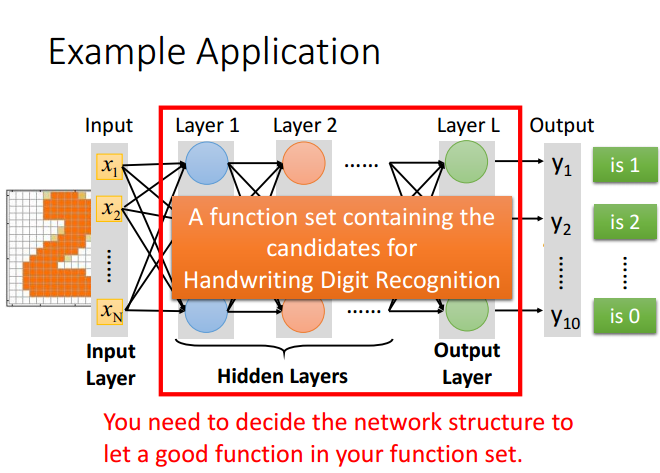 Example Application
Input Layer 1 Layer 2 Layer L Output
x1 ...... y1 is 1
x2 y2 is 2
A function set containing the
candidates for
Handwriting Digit Recognition
...... ...... ......
xN ...... y10 is 0
Input
Layer
Hidden Layers
Output
Layer
You need to decide the network structure to
let a good function in your function set.